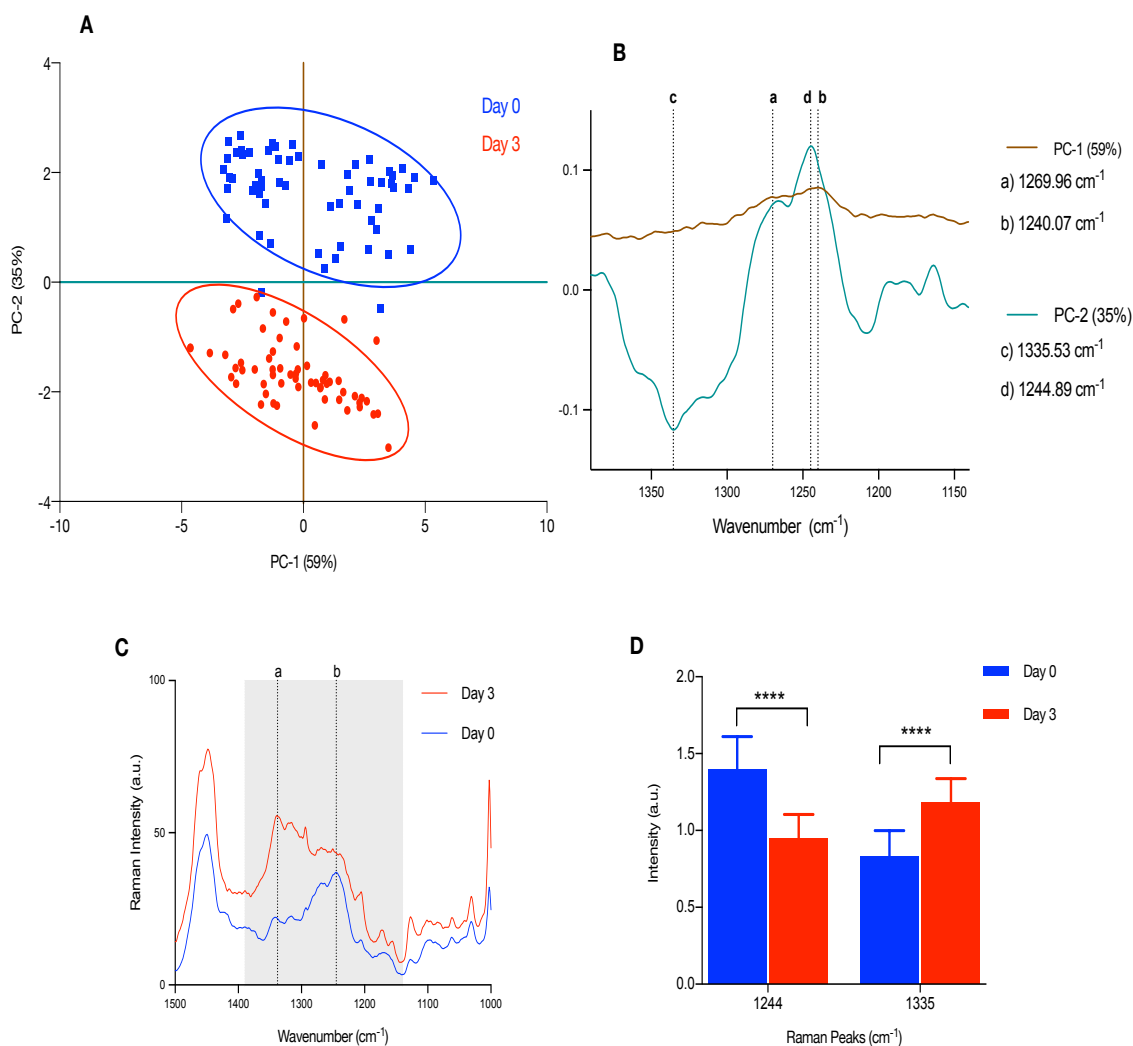 A
4
2
0
-2
-4
-10
-5
0
5
10
PC-2 (35%)
PC-1 (59%)
Day 0
Day 3
B
c
a
d
b
0.1
0.0
-0.1
1350
1300
1250
1200
1150
Wavenumber (cm-1)
PC-1 (59%)
a) 1269.96 cm-1
b) 1240.07 cm-1
PC-2 (35%)
c) 1335.53 cm-1
d) 1244.89 cm-1
C
a
b
100
50
0
1500
1400
1300
1200
1100
1000
Raman Intensity (a.u.)
Wavenumber (cm-1)
Day 3
Day 0
D
2.0
1.5
1.0
0.5
0.0
Intensity (a.u.)
****
****
1244
1335
Raman Peaks (cm-1)
Day 0
Day 3